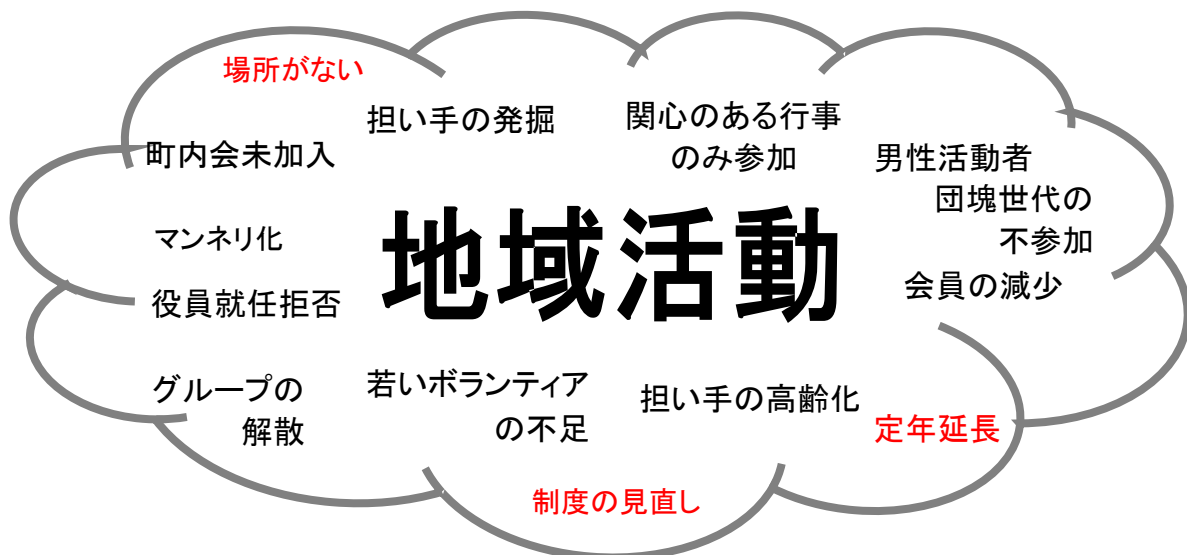 場所がない
担い手の発掘
関心のある行事
のみ参加
町内会未加入
男性活動者
団塊世代の
不参加
マンネリ化
地域活動
会員の減少
役員就任拒否
グループの
解散
若いボランティア
の不足
担い手の高齢化
定年延長
制度の見直し